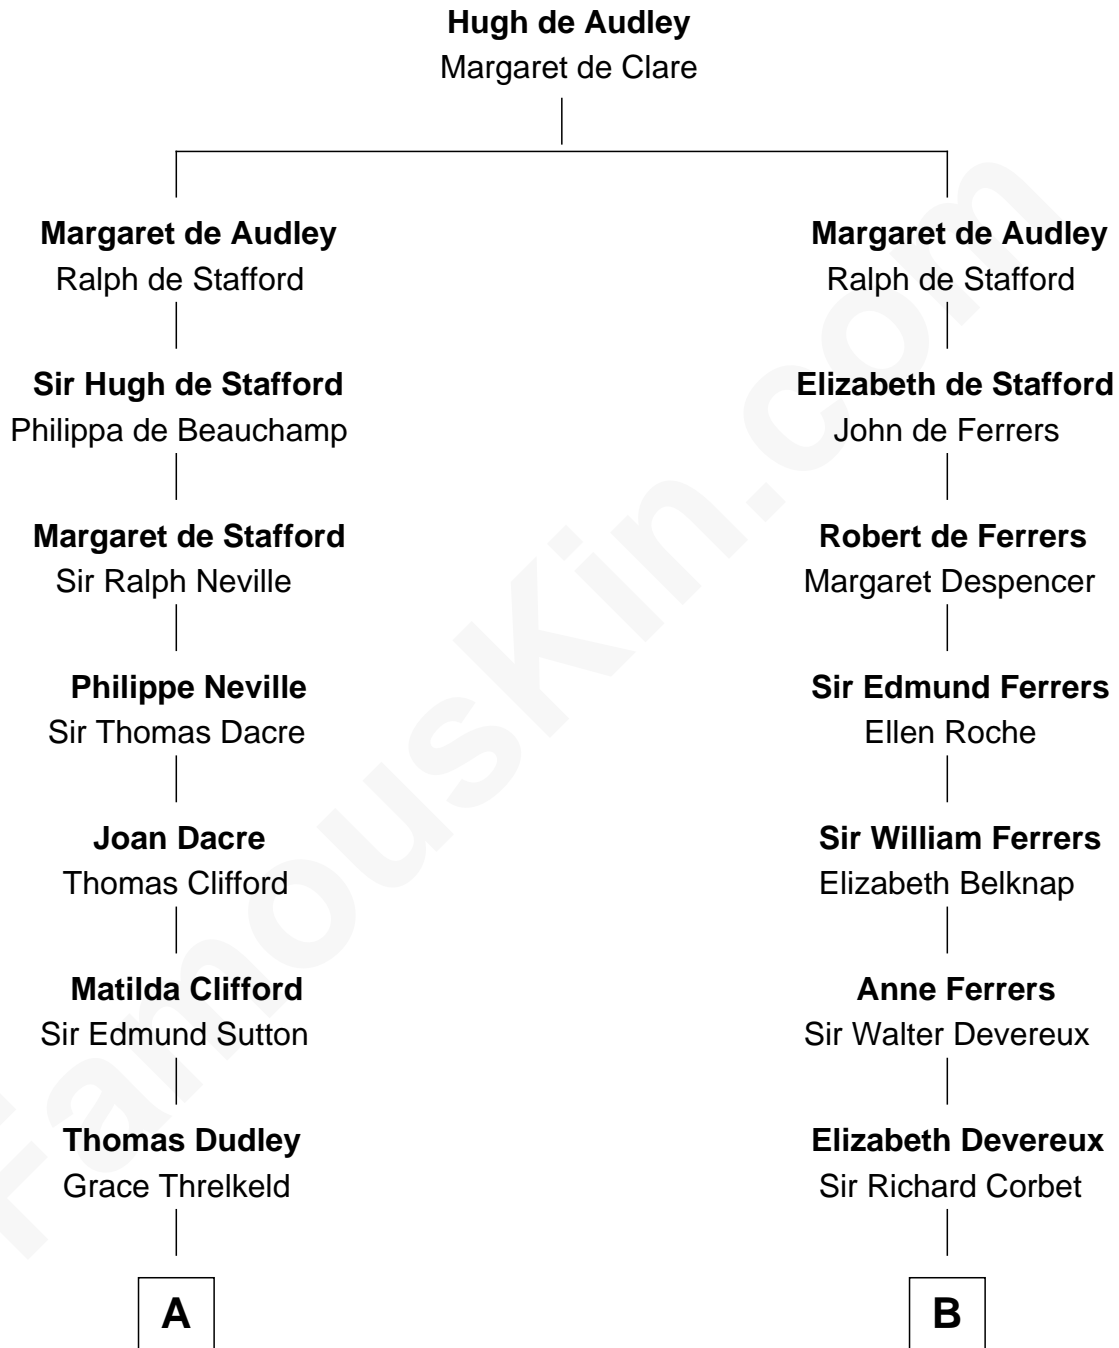 Hugh de Audley
Margaret de Clare
Margaret de Audley
Ralph de Stafford
Margaret de Audley
Ralph de Stafford
Sir Hugh de Stafford
Philippa de Beauchamp
Elizabeth de Stafford
John de Ferrers
Margaret de Stafford
Sir Ralph Neville
Robert de Ferrers
Margaret Despencer
Philippe Neville
Sir Thomas Dacre
Sir Edmund Ferrers
Ellen Roche
Joan Dacre
Thomas Clifford
Sir William Ferrers
Elizabeth Belknap
Matilda Clifford
Sir Edmund Sutton
Anne Ferrers
Sir Walter Devereux
Thomas Dudley
Grace Threlkeld
Elizabeth Devereux
Sir Richard Corbet
A
B
FamousKin.com